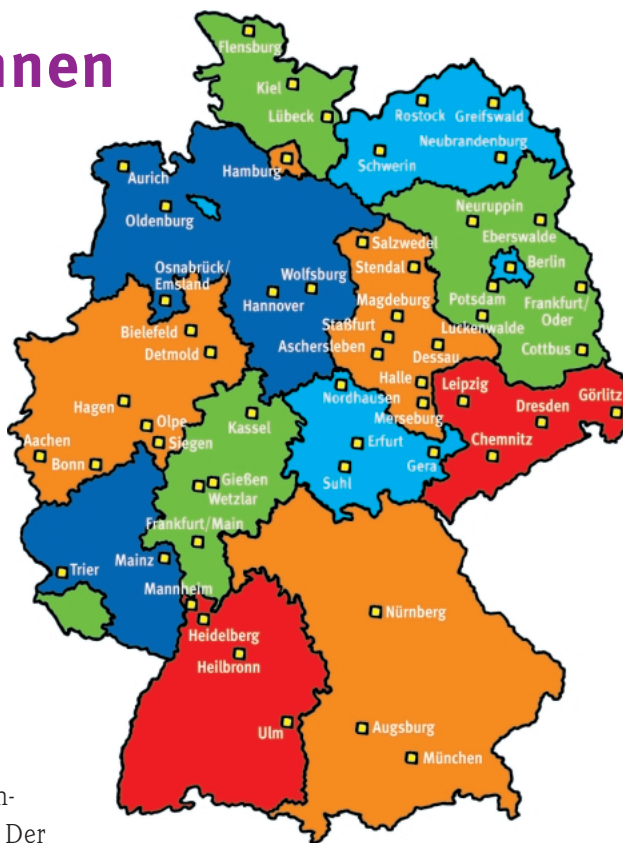 nnen
Flensburg
Kiel
Lübeck
Rostock
Greifswald
Neubrandenburg
Schwerin
Hamburg
Aurich
Oldenburg
Neuruppin
Eberswalde
Salzwedel
Stendal
Berlin
Osnabrück/
Emsland
Wolfsburg
Hannover
Magdeburg
Potsdam
Frankfurt/
Oder
Luckenwalde
Staßfurt
Aschersleben
Dessau
Cottbus
Bielefeld
Detmold
Halle
Merseburg
Nordhausen
Leipzig
Görlitz
Dresden
Hagen
Olpe
Siegen
Kassel
Erfurt
Gera
Suhl
Chemnitz
Aachen
Bonn
Gießen
Wetzlar
Frankfurt/Main
Trier
Mainz
Mannheim
Heidelberg
Heilbronn
Nürnberg
Ulm
Augsburg
München
n-
Der